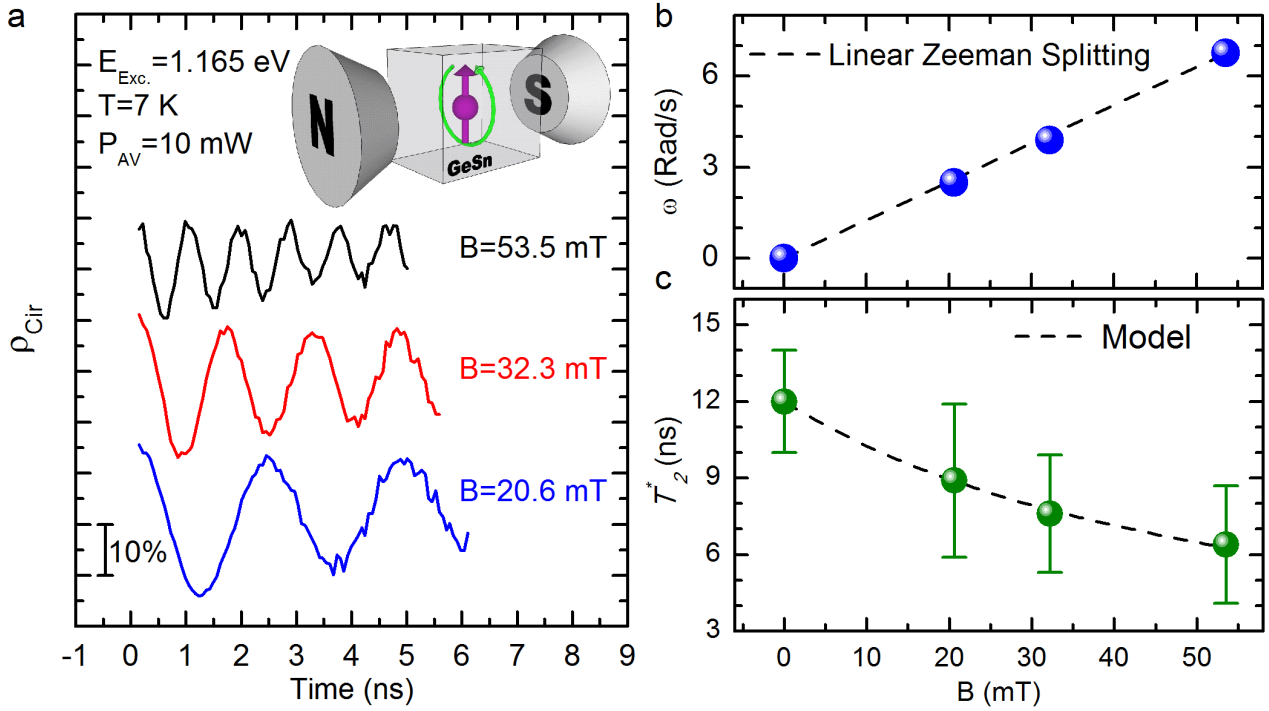 a
E_Exc.=1.165 eV
T=7 K
P_AV=10 mW
N
S
GeSn
B=53.5 mT
B=32.3 mT
B=20.6 mT
10%
ρ_Cir
-1 0 1 2 3 4 5 6 7 8 9
Time (ns)
b
Linear Zeeman Splitting
6
3
0
ω (Rad/s)
c
Model
15
12
9
6
3
T_2^* (ns)
0 10 20 30 40 50
B (mT)